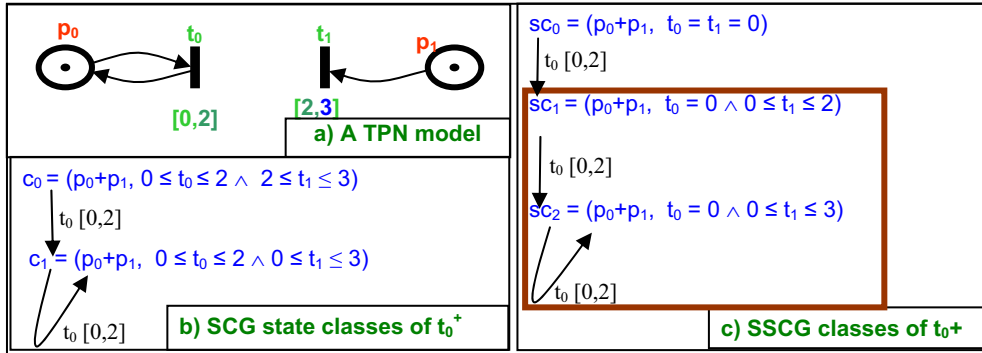 p₀ t₀ t₁ p₁
[0,2] [2,3]
a) A TPN model
c₀ = (p₀+p₁, 0 ≤ t₀ ≤ 2 ∧ 2 ≤ t₁ ≤ 3)
t₀ [0,2]
c₁ = (p₀+p₁, 0 ≤ t₀ ≤ 2 ∧ 0 ≤ t₁ ≤ 3)
t₀ [0,2]
b) SCG state classes of t₀⁺
sc₀ = (p₀+p₁, t₀ = t₁ = 0)
t₀ [0,2]
sc₁ = (p₀+p₁, t₀ = 0 ∧ 0 ≤ t₁ ≤ 2)
t₀ [0,2]
sc₂ = (p₀+p₁, t₀ = 0 ∧ 0 ≤ t₁ ≤ 3)
t₀ [0,2]
c) SSCG classes of t₀+